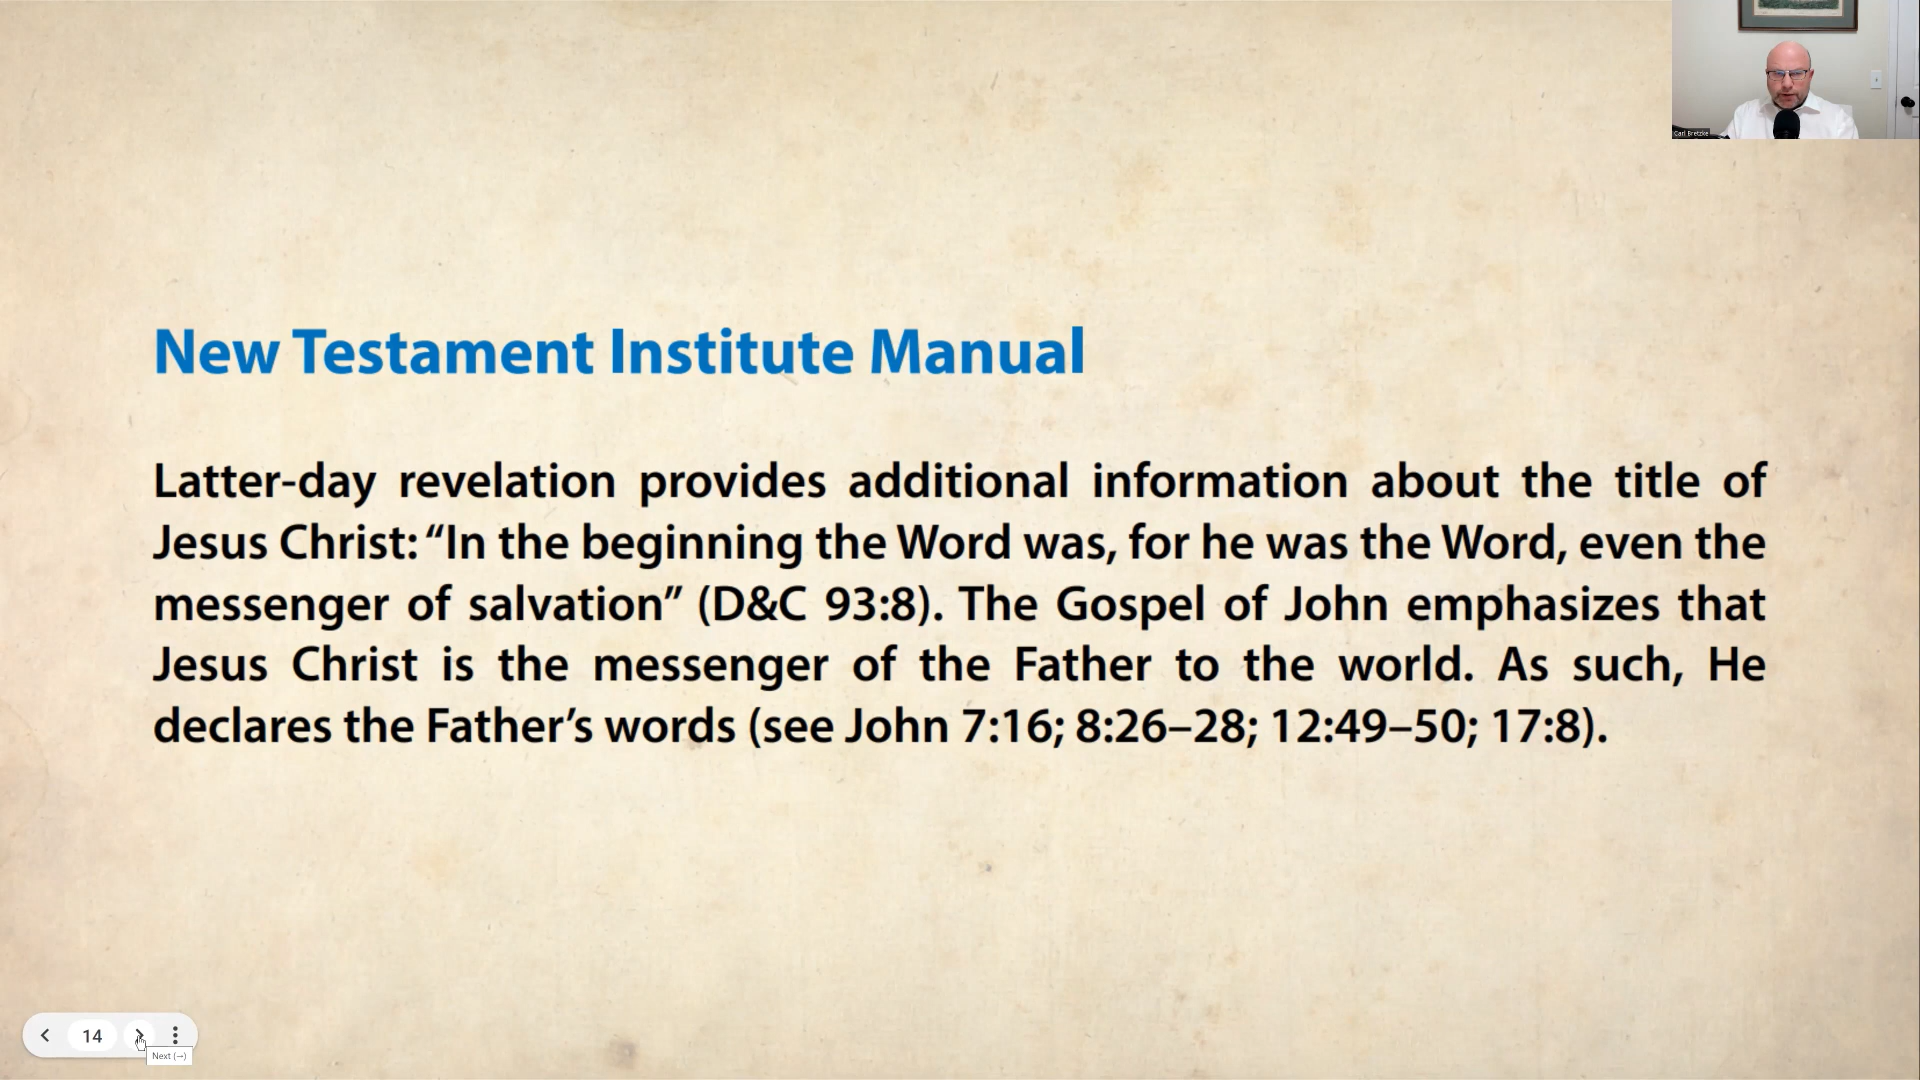 Carl Bretzke
New Testament Institute Manual
Latter-day revelation provides additional information about the title of
Jesus Christ: “In the beginning the Word was, for he was the Word, even the
messenger of salvation” (D&C 93:8). The Gospel of John emphasizes that
Jesus Christ is the messenger of the Father to the world. As such, He
declares the Father’s words (see John 7:16; 8:26–28; 12:49–50; 17:8).
14
Next (→)